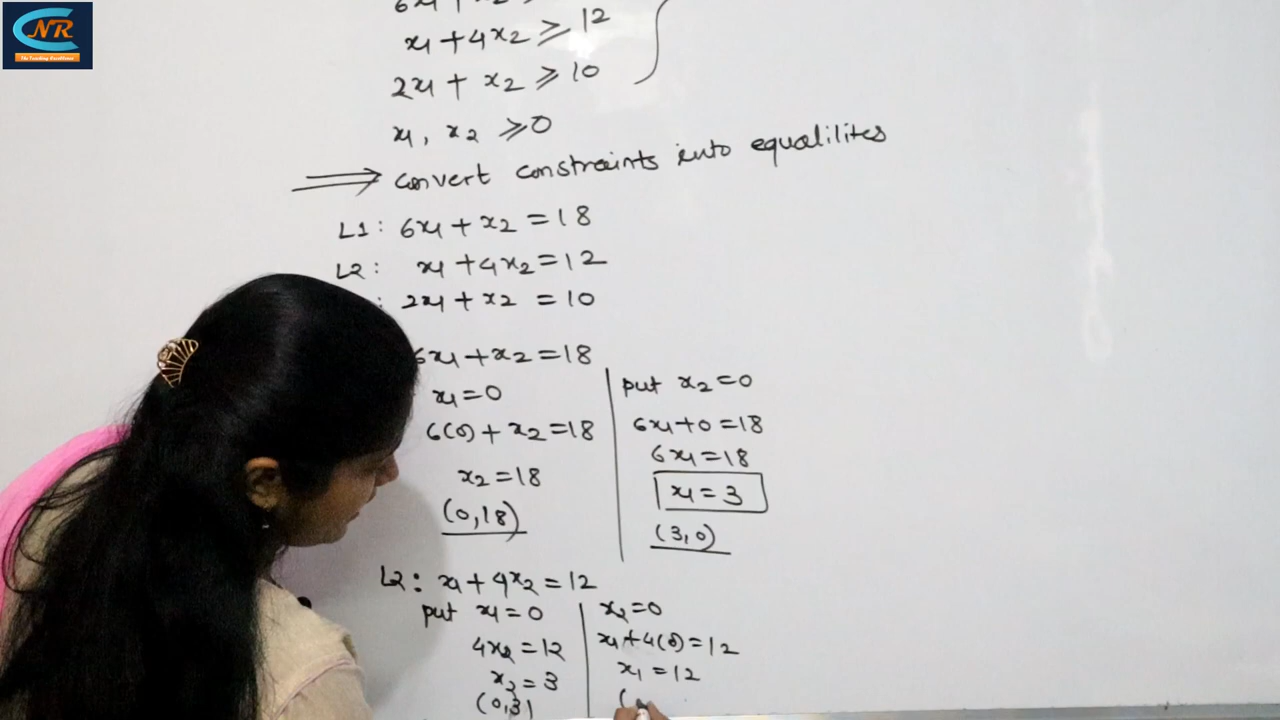 NR
x1 + 4x2 ≥ 12
2x1 + x2 ≥ 10
x1, x2 ≥ 0
⟹ convert constraints into equalilites
L1: 6x1 + x2 = 18
L2: x1 + 4x2 = 12
: 2x1 + x2 = 10
6x1 + x2 = 18
x1 = 0
6(0) + x2 = 18
x2 = 18
(0,18)
put x2 = 0
6x1 + 0 = 18
6x1 = 18
x1 = 3
(3,0)
L2: x1 + 4x2 = 12
put x1 = 0
4x2 = 12
x2 = 3
(0,3)
x2 = 0
x1 + 4(0) = 12
x1 = 12
(